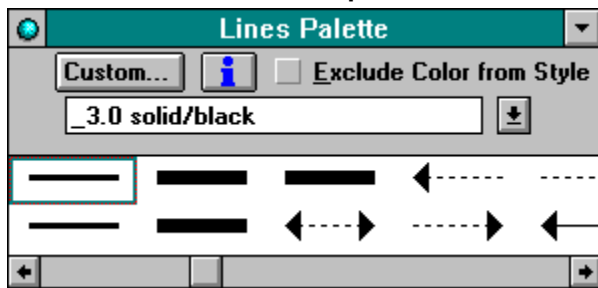 Lines Palette
Custom... i Exclude Color from Style
_3.0 solid/black